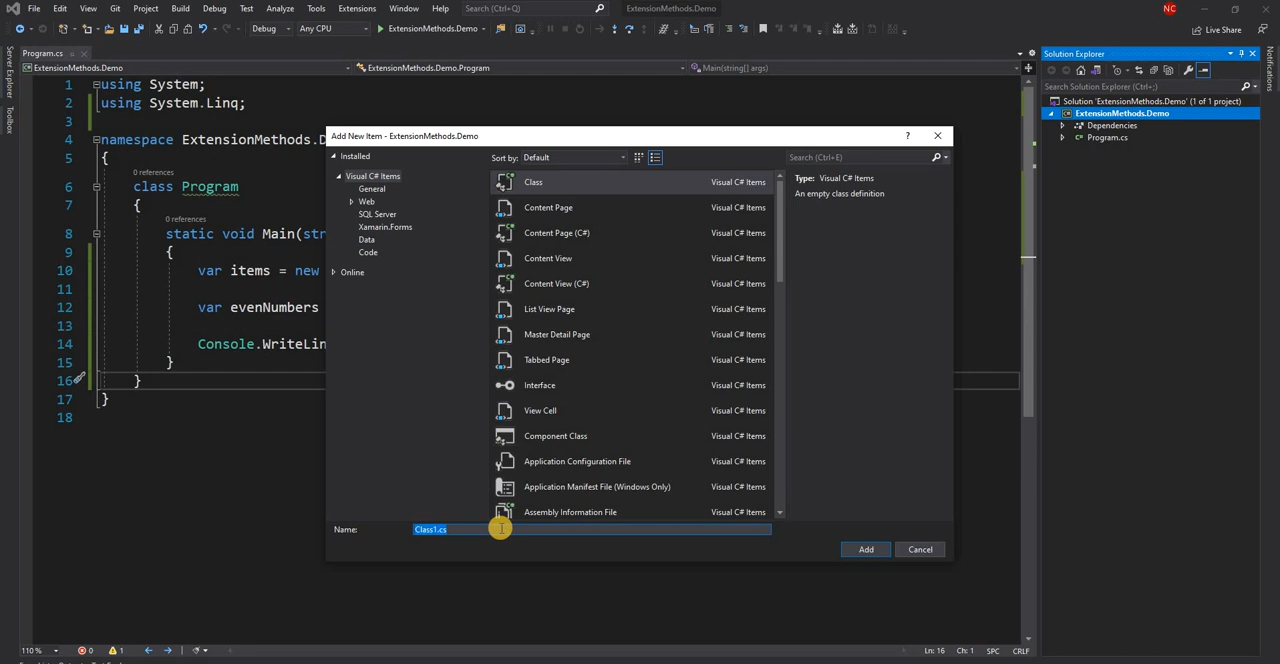 File Edit View Git Project Build Debug Test Analyze Tools Extensions Window Help Search (Ctrl+Q) ExtensionMethods.Demo NC
Debug Any CPU ExtensionMethods.Demo Live Share
Server Explorer
Toolbox
Notifications
Program.cs
ExtensionMethods.Demo ExtensionMethods.Demo.Program Main(string[] args)
1 using System;
2 using System.Linq;
3
4 namespace ExtensionMethods.D
5 {
0 references
6 class Program
7 {
0 references
8 static void Main(str
9 {
10 var items = new
11
12 var evenNumbers
13
14 Console.WriteLin
15 }
16 }
17 }
18
Add New Item - ExtensionMethods.Demo ?
Installed
Visual C# Items
General
Web
SQL Server
Xamarin.Forms
Data
Code
Online
Sort by: Default
Class Visual C# Items
Content Page Visual C# Items
Content Page (C#) Visual C# Items
Content View Visual C# Items
Content View (C#) Visual C# Items
List View Page Visual C# Items
Master Detail Page Visual C# Items
Tabbed Page Visual C# Items
Interface Visual C# Items
View Cell Visual C# Items
Component Class Visual C# Items
Application Configuration File Visual C# Items
Application Manifest File (Windows Only) Visual C# Items
Assembly Information File Visual C# Items
Search (Ctrl+E)
Type: Visual C# Items
An empty class definition
Name: Class1.cs
Add Cancel
Solution Explorer
Search Solution Explorer (Ctrl+;)
Solution 'ExtensionMethods.Demo' (1 of 1 project)
ExtensionMethods.Demo
Dependencies
Program.cs
110 % 0 1 Ln: 16 Ch: 1 SPC CRLF